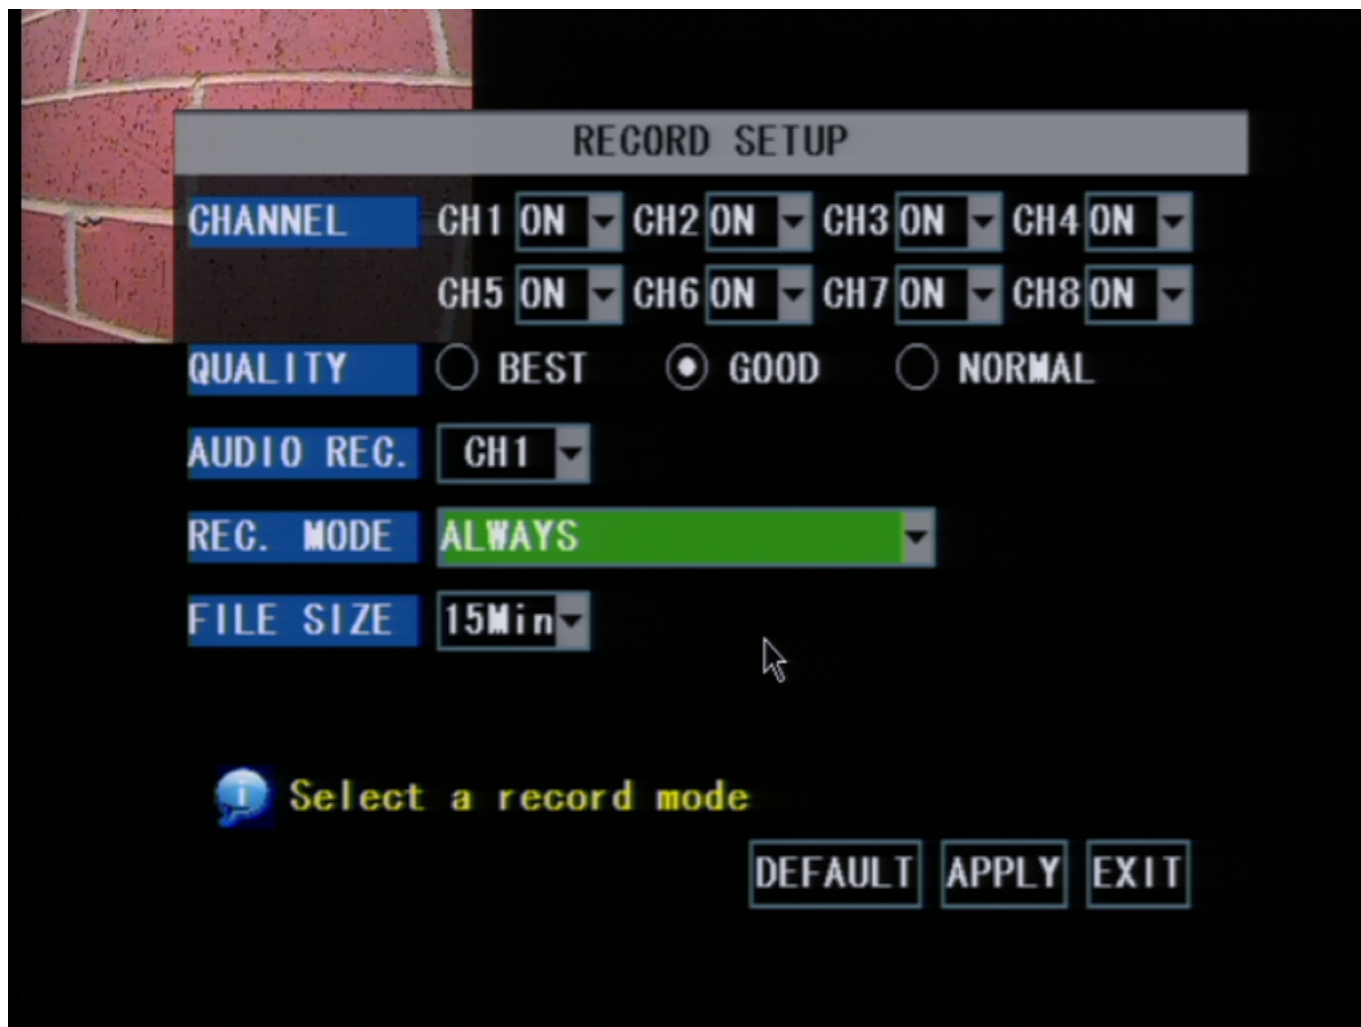 RECORD SETUP
CHANNEL CH1 ON CH2 ON CH3 ON CH4 ON
CH5 ON CH6 ON CH7 ON CH8 ON
QUALITY BEST GOOD NORMAL
AUDIO REC. CH1
REC. MODE ALWAYS
FILE SIZE 15Min
Select a record mode
DEFAULT APPLY EXIT